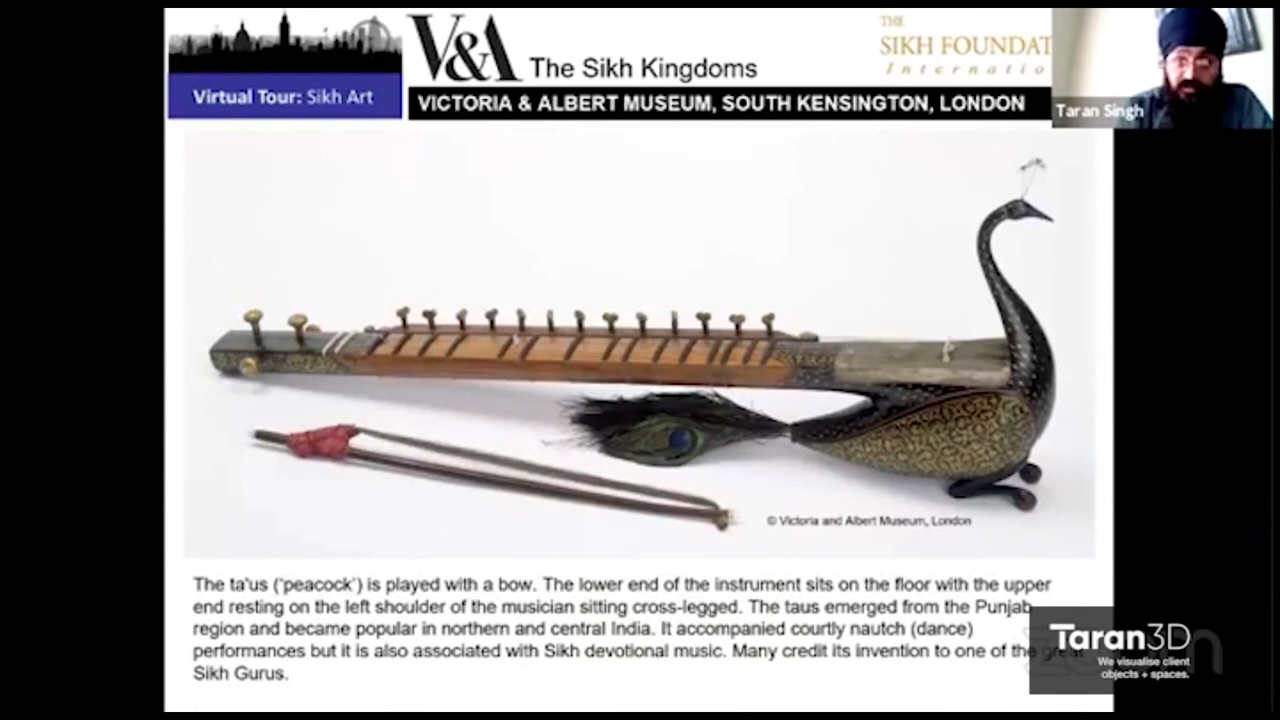 V&A The Sikh Kingdoms
THE
SIKH FOUNDAT
Internatio
Virtual Tour: Sikh Art
VICTORIA & ALBERT MUSEUM, SOUTH KENSINGTON, LONDON
Taran Singh
© Victoria and Albert Museum, London
The ta'us ('peacock') is played with a bow. The lower end of the instrument sits on the floor with the upper
end resting on the left shoulder of the musician sitting cross-legged. The taus emerged from the Punjab
region and became popular in northern and central India. It accompanied courtly nautch (dance)
performances but it is also associated with Sikh devotional music. Many credit its invention to one of the
Sikh Gurus.
Taran3D
We visualise client
objects + spaces.